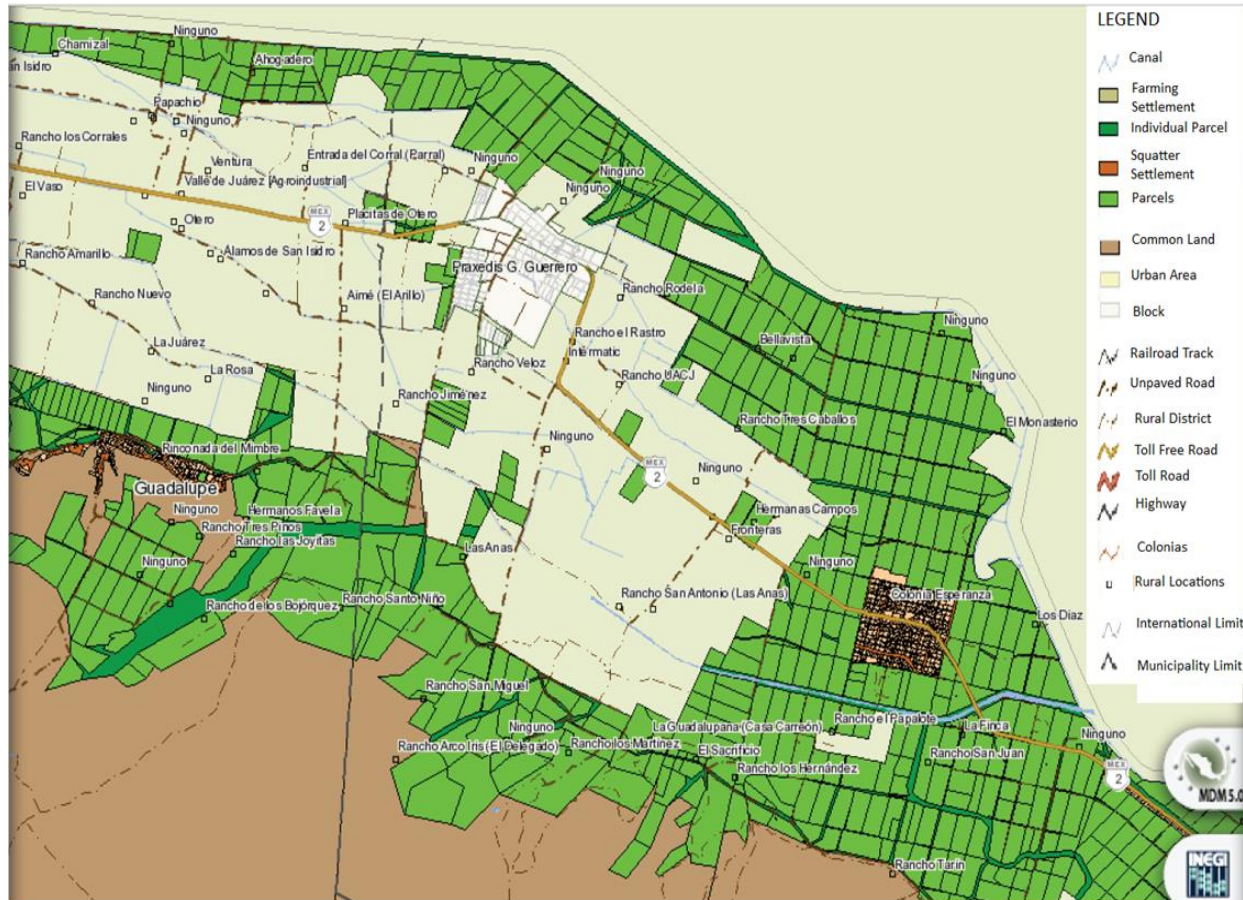 Ninguno
Chamizal
Ahogadero
an Isidro
Papachio
Ninguno
Rancho los Corrales
Entrada del Corral (Parral)
Ninguno
Ventura
Ninguno
El Vaso
Valle de Juárez [Agroindustrial]
Ninguno
MEX
2
Placitas de Otero
Otero
Rancho Amarillo
Álamos de San Isidro
Praxedis G. Guerrero
Rancho Nuevo
Aimé (El Arillo)
Rancho Rodela
Ninguno
Rancho el Rastro
Bellavista
La Juárez
Intermatic
Rancho Veloz
La Rosa
Rancho UACJ
Ninguno
Ninguno
Rancho Jiménez
Rancho Tres Caballos
El Monasterio
Rinconada del Mimbre
Ninguno
MEX
2
Ninguno
Guadalupe
Hermanos Favela
Hermanas Campos
Ninguno
Rancho Tres Pinos
Fronteras
Rancho las Joyitas
Las Anas
Ninguno
Ninguno
Rancho de los Bojórquez
Rancho Santo Niño
Rancho San Antonio (Las Anas)
Colonia Esperanza
Los Díaz
Rancho San Miguel
Ninguno
La Guadalupana (Casa Carreón)
Rancho el Papalote
La Finca
Rancho Arco Iris (El Delegado)
Rancho los Martínez
El Sacrificio
Rancho San Juan
Ninguno
Rancho los Hernández
MEX
2
Rancho Tarín
LEGEND
Canal
Farming
Settlement
Individual Parcel
Squatter
Settlement
Parcels
Common Land
Urban Area
Block
Railroad Track
Unpaved Road
Rural District
Toll Free Road
Toll Road
Highway
Colonias
Rural Locations
International Limit
Municipality Limit
MDM 5.0
INEGI